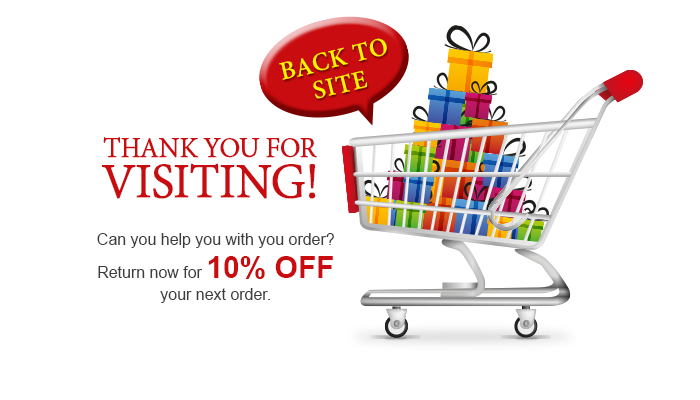 BACK TO
SITE
THANK YOU FOR
VISITING!
Can you help you with you order?
Return now for 10% OFF
your next order.